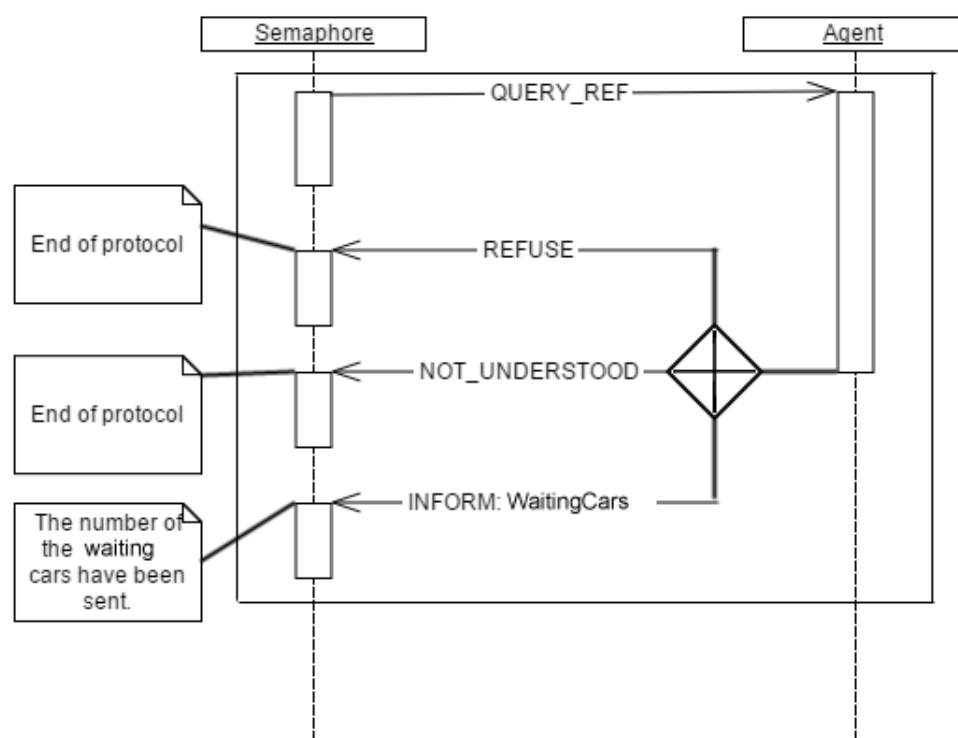 Semaphore
Agent
QUERY_REF
End of protocol
REFUSE
NOT_UNDERSTOOD
End of protocol
INFORM: WaitingCars
The number of
the waiting
cars have been
sent.